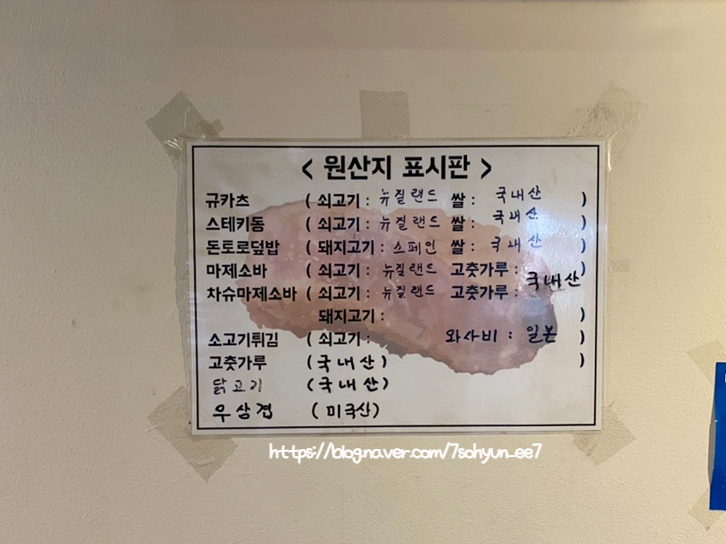 < 원산지 표시판 >
규카츠 ( 쇠고기 : 뉴질랜드 쌀 : 국내산 )
스테키동 ( 쇠고기 : 뉴질랜드 쌀 : 국내산 )
돈토로덮밥 ( 돼지고기 : 스페인 쌀 : 국내산 )
마제소바 ( 쇠고기 : 뉴질랜드 고춧가루 : )
차슈마제소바 ( 쇠고기 : 뉴질랜드 고춧가루 : 국내산
돼지고기 : )
소고기튀김 ( 쇠고기 : 와사비 : 일본 )
고춧가루 ( 국내산 ) )
닭고기 ( 국내산 )
우삼겹 ( 미국산 )
https://blog.naver.com/7sohyun_ee7